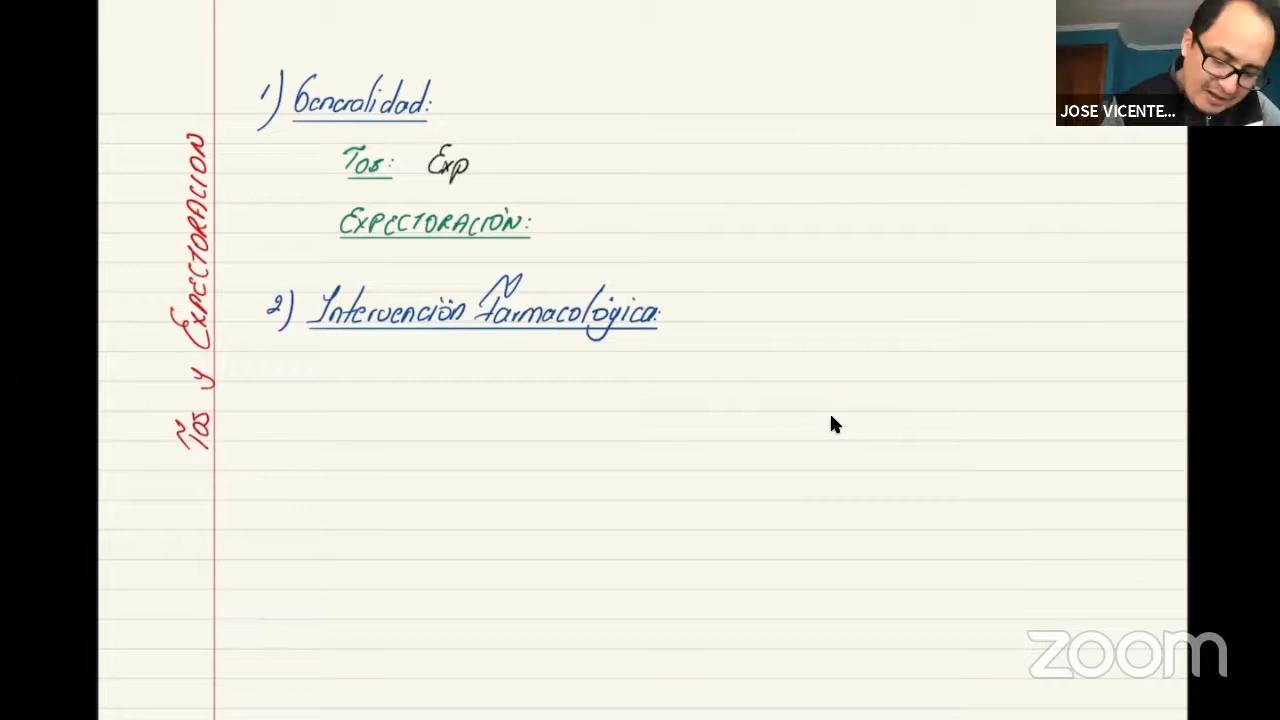 Tos y EXPECTORACIÓN
1) Generalidad:
Tos: Exp
EXPECTORACIÓN:
2) Intervención farmacológica:
JOSE VICENTE...
zoom